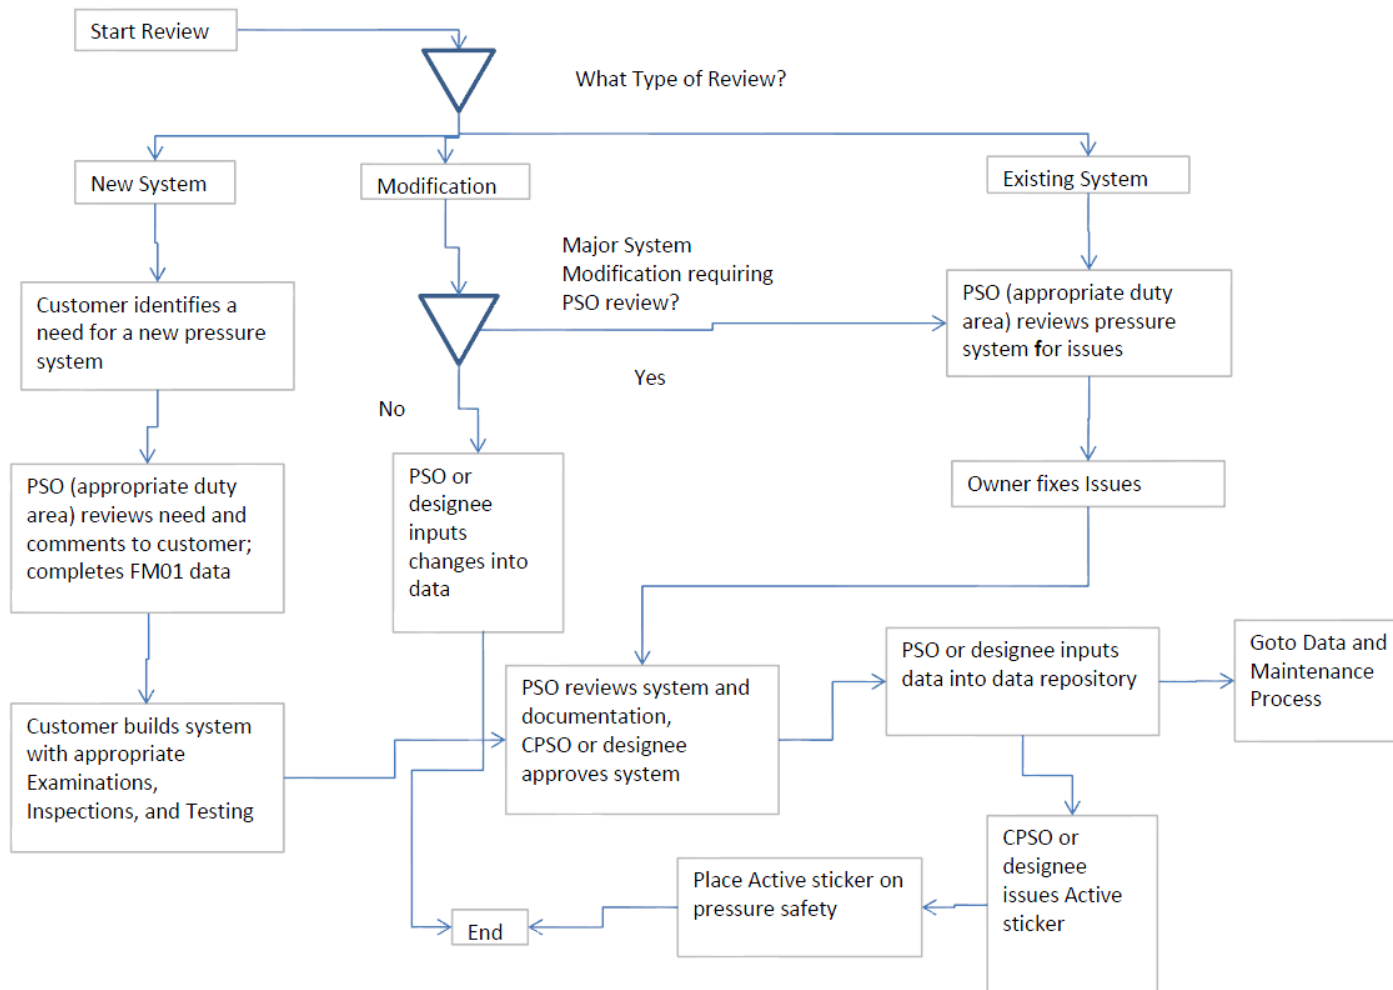 Start Review
What Type of Review?
New System
Modification
Existing System
Major System
Modification requiring
PSO review?
Customer identifies a
need for a new pressure
system
PSO (appropriate duty
area) reviews pressure
system for issues
Yes
No
PSO (appropriate duty
area) reviews need and
comments to customer;
completes FM01 data
PSO or
designee
inputs
changes into
data
Owner fixes Issues
Customer builds system
with appropriate
Examinations,
Inspections, and Testing
PSO reviews system and
documentation,
CPSO or designee
approves system
PSO or designee inputs
data into data repository
Goto Data and
Maintenance
Process
CPSO or
designee
issues Active
sticker
Place Active sticker on
pressure safety
End